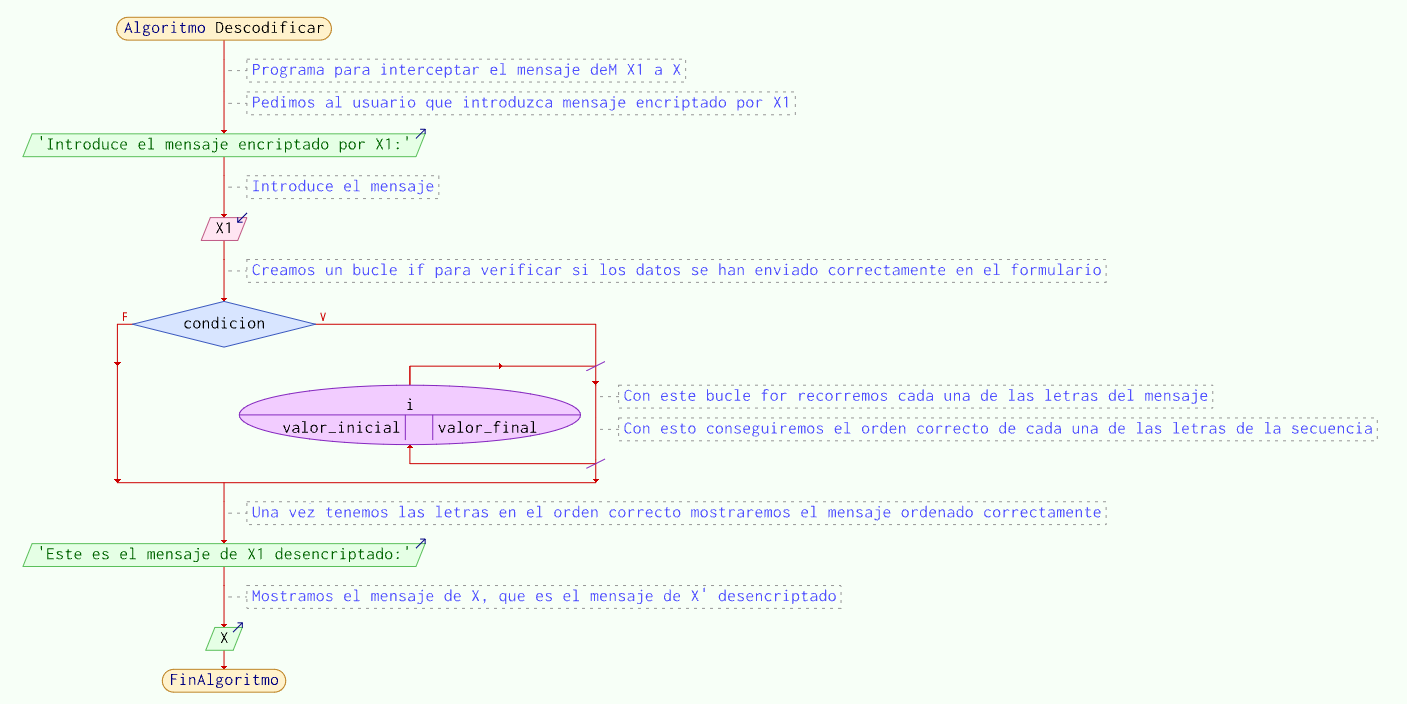 Algoritmo Descodificar
Programa para interceptar el mensaje deM X1 a X
Pedimos al usuario que introduzca mensaje encriptado por X1
'Introduce el mensaje encriptado por X1:'
Introduce el mensaje
X1
Creamos un bucle if para verificar si los datos se han enviado correctamente en el formulario
F
V
condicion
Con este bucle for recorremos cada una de las letras del mensaje
i
valor_inicial valor_final
Con esto conseguiremos el orden correcto de cada una de las letras de la secuencia
Una vez tenemos las letras en el orden correcto mostraremos el mensaje ordenado correctamente
'Este es el mensaje de X1 desencriptado:'
Mostramos el mensaje de X, que es el mensaje de X' desencriptado
X
FinAlgoritmo